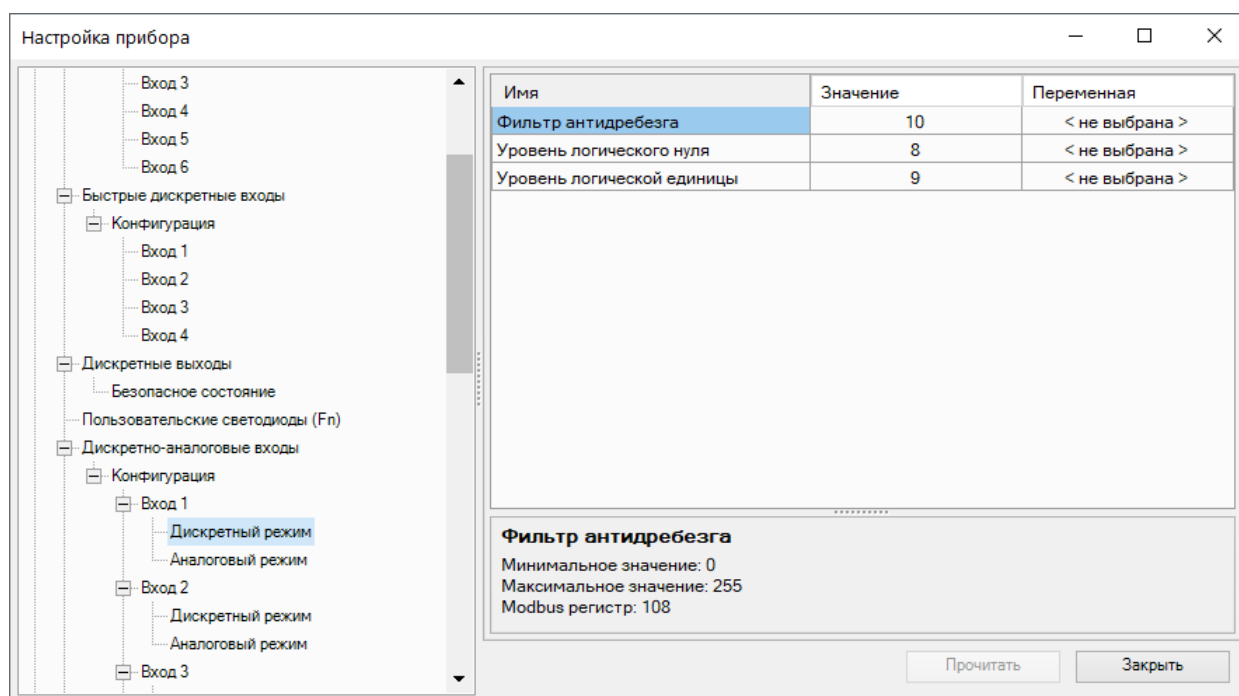 Настройка прибора
Вход 3
Вход 4
Вход 5
Вход 6
Быстрые дискретные входы
Конфигурация
Вход 1
Вход 2
Вход 3
Вход 4
Дискретные выходы
Безопасное состояние
Пользовательские светодиоды (Fn)
Дискретно-аналоговые входы
Конфигурация
Вход 1
Дискретный режим
Аналоговый режим
Вход 2
Дискретный режим
Аналоговый режим
Вход 3
Имя Значение Переменная
Фильтр антидребезга 10 < не выбрана >
Уровень логического нуля 8 < не выбрана >
Уровень логической единицы 9 < не выбрана >
Фильтр антидребезга
Минимальное значение: 0
Максимальное значение: 255
Modbus регистр: 108
Прочитать Закрыть